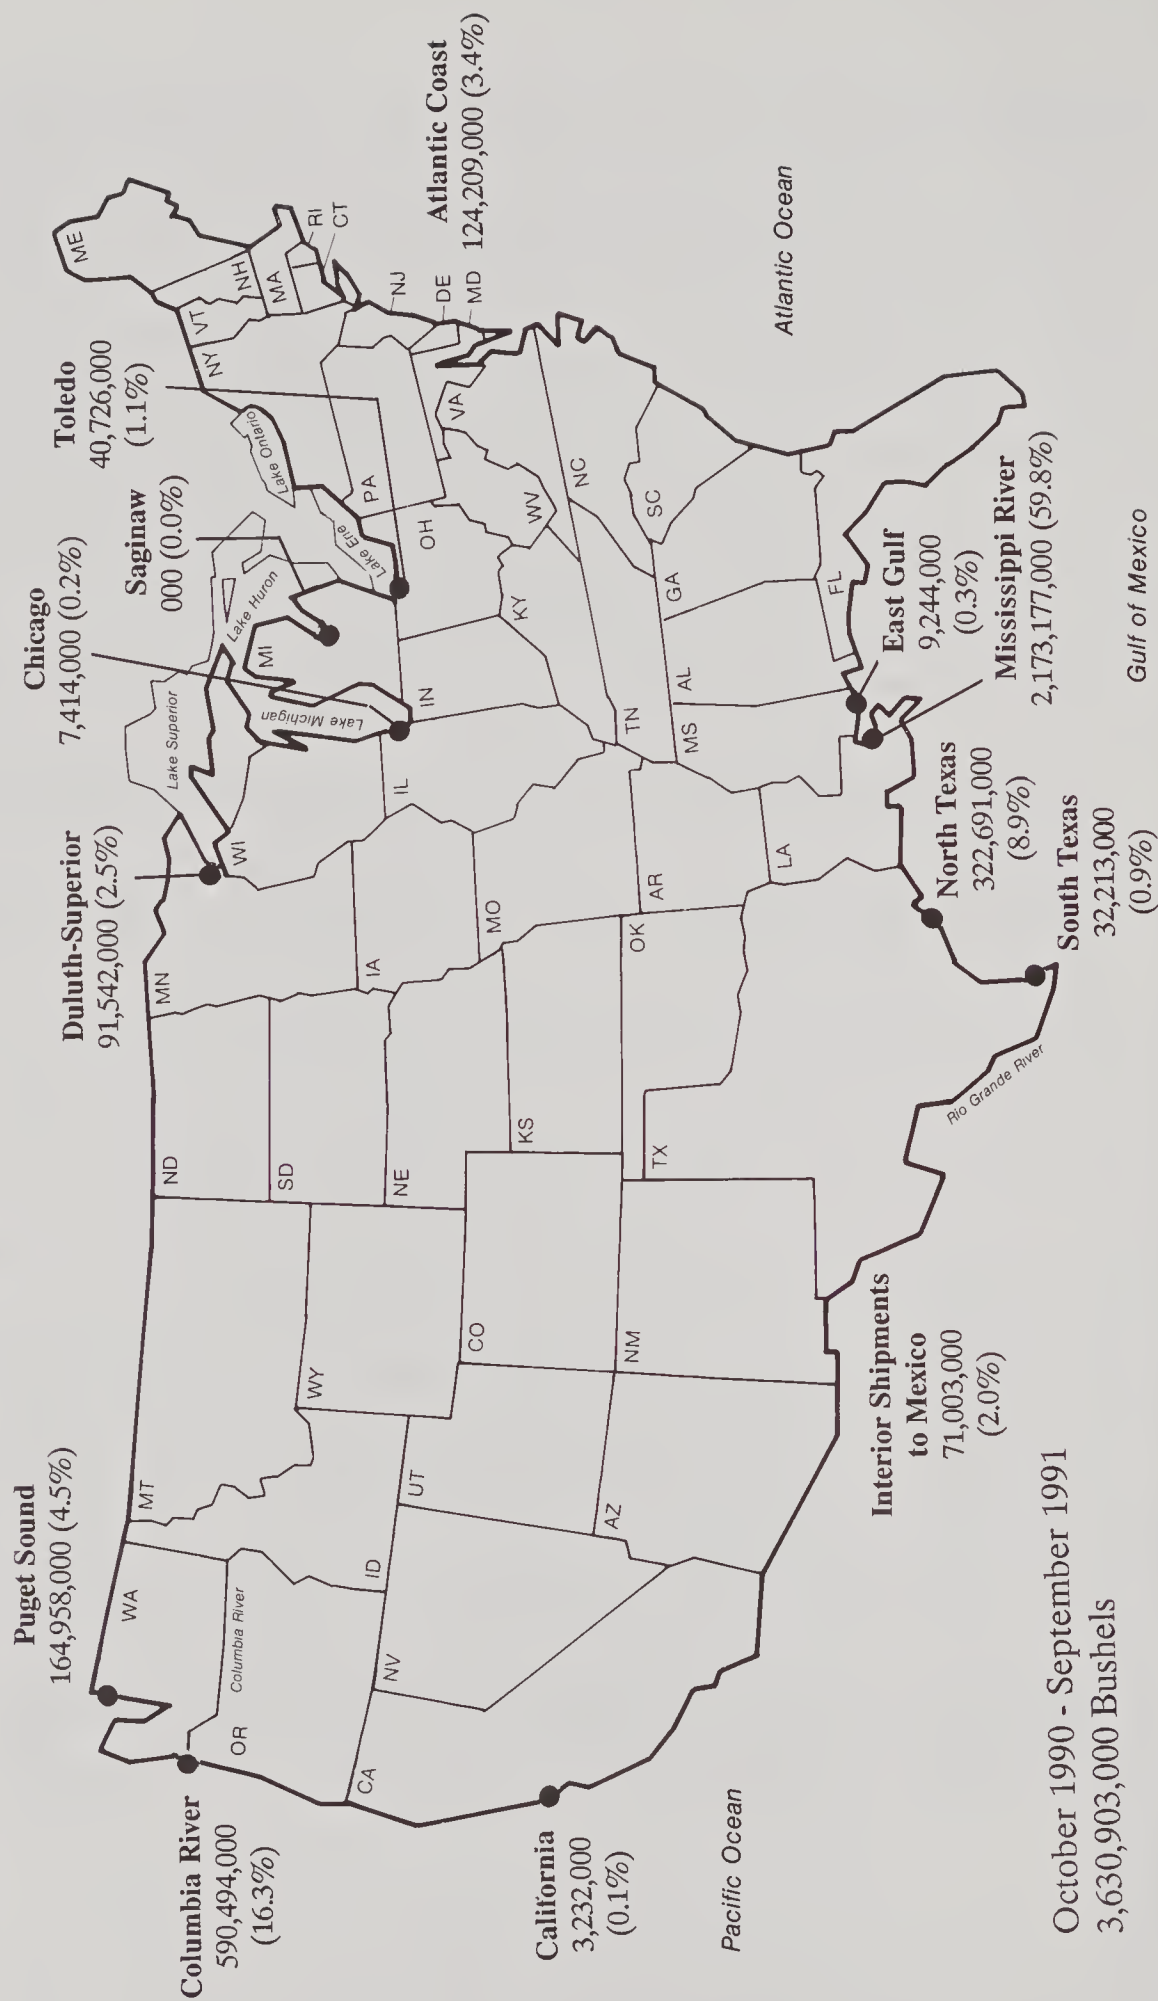 Puget Sound
164,958,000 (4.5%)
Duluth-Superior
91,542,000 (2.5%)
Chicago
7,414,000 (0.2%)
Saginaw
000 (0.0%)
Toledo
40,726,000
(1.1%)
Columbia River
590,494,000
(16.3%)
California
3,232,000
(0.1%)
Interior Shipments
to Mexico
71,003,000
(2.0%)
South Texas
32,213,000
(0.9%)
North Texas
322,691,000
(8.9%)
Mississippi River
2,173,177,000 (59.8%)
East Gulf
9,244,000
(0.3%)
Atlantic Coast
124,209,000 (3.4%)
WA
OR
Columbia River
CA
NV
ID
MT
WY
UT
AZ
CO
NM
ND
SD
NE
KS
OK
TX
MN
IA
MO
AR
LA
WI
IL
MI
IN
OH
KY
TN
MS
AL
GA
FL
SC
NC
VA
WV
PA
NY
VT
NH
ME
MA
RI
CT
NJ
DE
MD
Lake Superior
Lake Michigan
Lake Huron
Lake Erie
Lake Ontario
Rio Grande River
Pacific Ocean
Atlantic Ocean
Gulf of Mexico
October 1990 - September 1991
3,630,903,000 Bushels